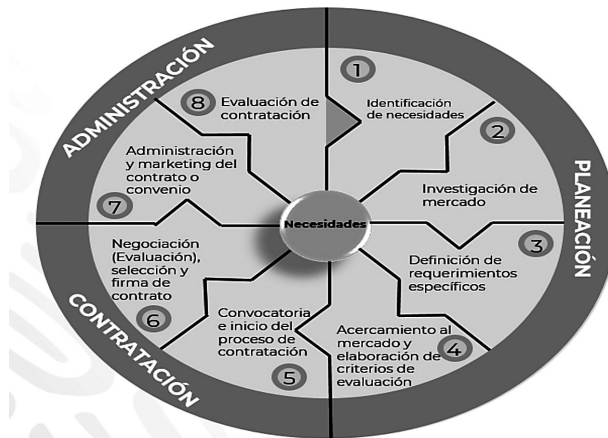 1
Identificación
de necesidades
2
Investigación de
mercado
3
Definición de
requerimientos
específicos
Acercamiento al
mercado y
elaboración de
criterios de
evaluación
4
Convocatoria
e inicio del
proceso de
contratación
5
Negociación
(Evaluación),
selección y
firma de
contrato
6
Administración
y marketing del
contrato o
convenio
7
8
Evaluación de
contratación
Necesidades
PLANEACIÓN
CONTRATACIÓN
ADMINISTRACIÓN